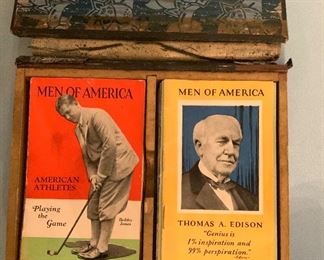 MEN OF AMERICA
AMERICAN
ATHLETES
Playing
the
Game
Bobby
Jones
MEN OF AMERICA
THOMAS A. EDISON
"Genius is
1% inspiration and
99% perspiration."